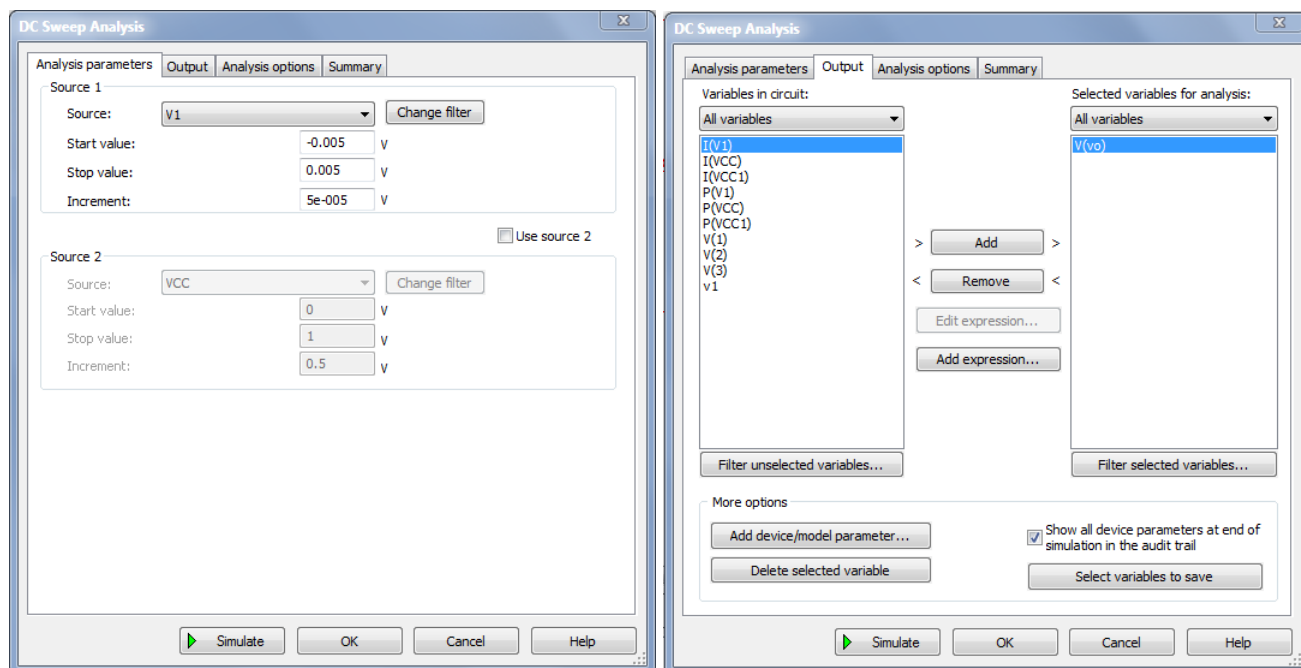 DC Sweep Analysis
Analysis parameters Output Analysis options Summary
Source 1
Source: V1 Change filter
Start value: -0.005 V
Stop value: 0.005 V
Increment: 5e-005 V
Use source 2
Source 2
Source: VCC Change filter
Start value: 0 V
Stop value: 1 V
Increment: 0.5 V
Simulate OK Cancel Help
DC Sweep Analysis
Analysis parameters Output Analysis options Summary
Variables in circuit:
All variables
I(V1)
I(VCC)
I(VCC1)
P(V1)
P(VCC)
P(VCC1)
V(1)
V(2)
V(3)
v1
Filter unselected variables...
> Add >
< Remove <
Edit expression...
Add expression...
Selected variables for analysis:
All variables
V(vo)
Filter selected variables...
More options
Add device/model parameter...
Delete selected variable
Show all device parameters at end of
simulation in the audit trail
Select variables to save
Simulate OK Cancel Help